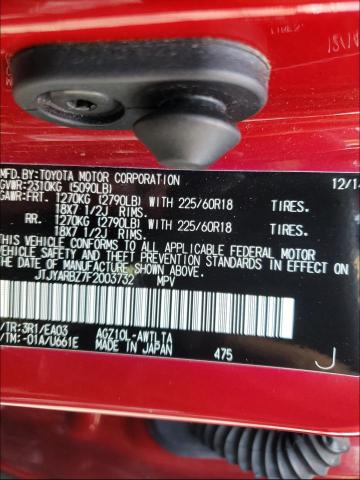 MFD.BY:TOYOTA MOTOR CORPORATION 12/1
GVWR:2310KG (5090LB)
GAWR:FRT. 1270KG (2790LB) WITH 225/60R18 TIRES.
18X7 1/2J RIMS.
RR. 1270KG (2790LB) WITH 225/60R18 TIRES.
18X7 1/2J RIMS.
THIS VEHICLE CONFORMS TO ALL APPLICABLE FEDERAL MOTOR
VEHICLE SAFETY AND THEFT PREVENTION STANDARDS IN EFFECT ON
THE DATE OF MANUFACTURE SHOWN ABOVE.
JTJYARBZ7F2003732 MPV
/TR:3R1/EA03 AGZ10L-AWTLTA
/TM:-01A/U661E MADE IN JAPAN 475 J